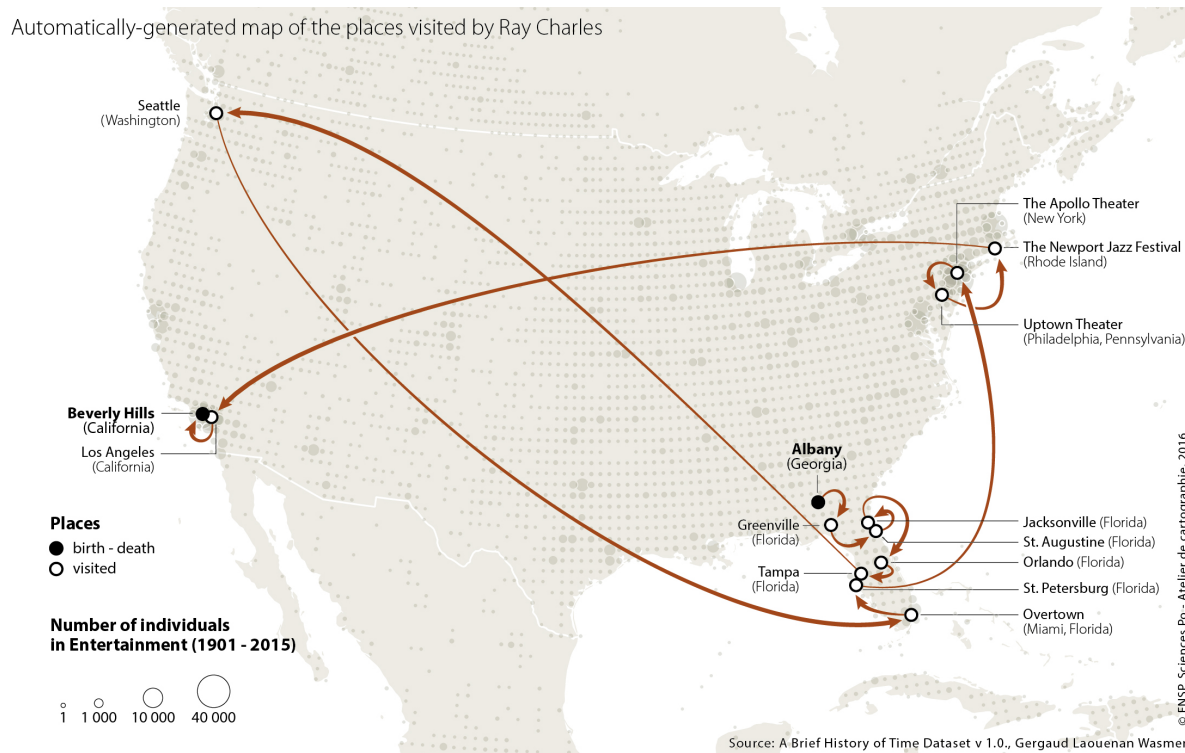 Automatically-generated map of the places visited by Ray Charles
Seattle
(Washington)
The Apollo Theater
(New York)
The Newport Jazz Festival
(Rhode Island)
Uptown Theater
(Philadelphia, Pennsylvania)
Beverly Hills
(California)
Los Angeles
(California)
Albany
(Georgia)
Greenville
(Florida)
Jacksonville (Florida)
St. Augustine (Florida)
Orlando (Florida)
Tampa
(Florida)
St. Petersburg (Florida)
Overtown
(Miami, Florida)
Places
birth - death
visited
Number of individuals
in Entertainment (1901 - 2015)
1 1 000 10 000 40 000
© FNSP. Sciences Po - Atelier de cartographie, 2016
Source: A Brief History of Time Dataset v 1.0., Gergaud Laouenan Wasmer